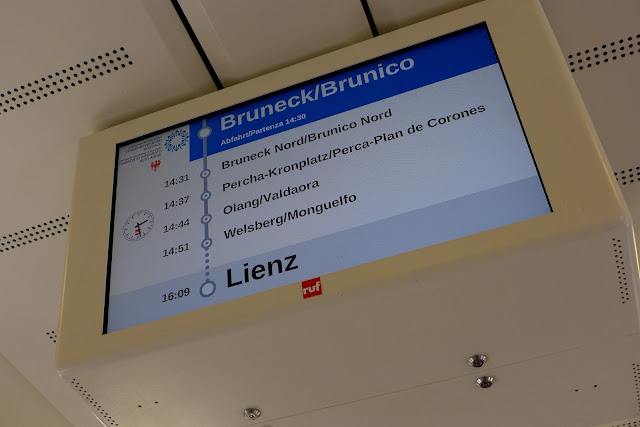 Bruneck/Brunico
Abfahrt/Partenza 14:30
14:31 Bruneck Nord/Brunico Nord
14:37 Percha-Kronplatz/Perca-Plan de Corones
14:44 Olang/Valdaora
14:51 Welsberg/Monguelfo
16:09 Lienz
ruf